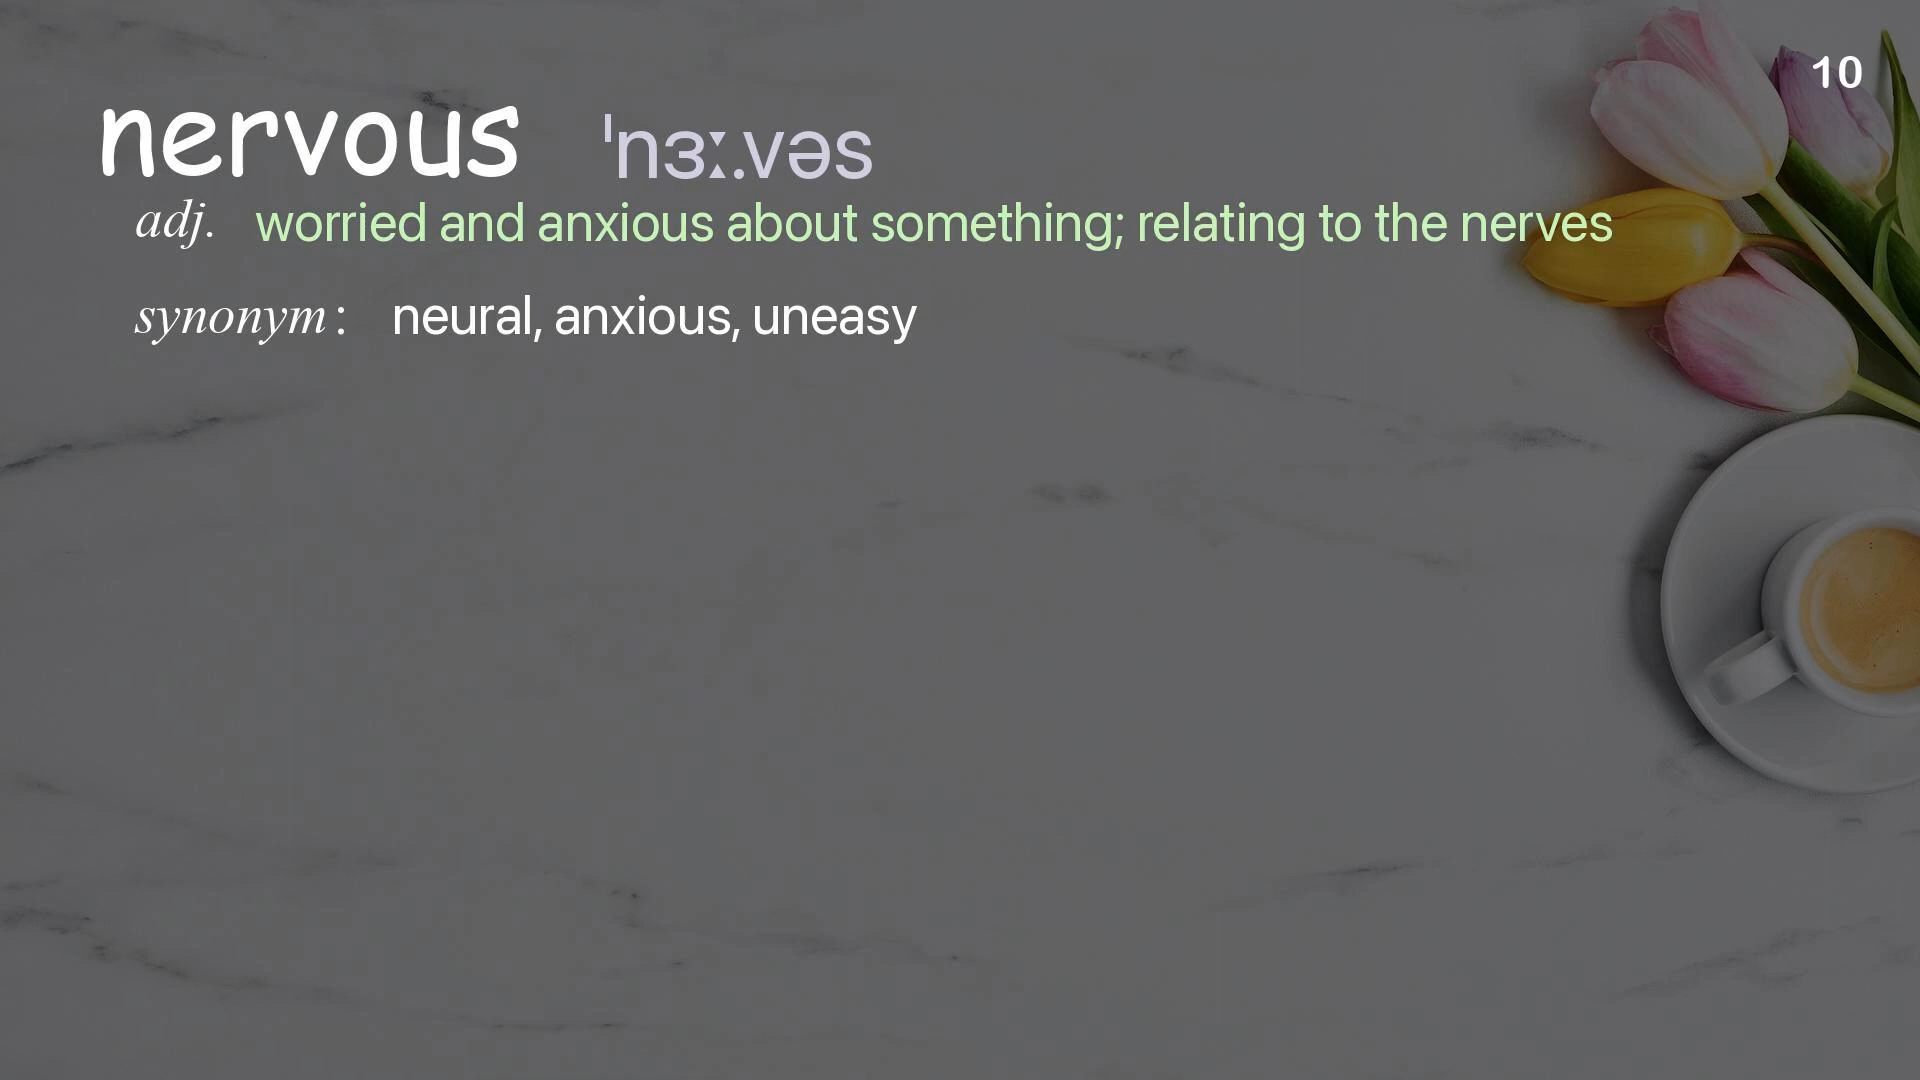 10
nervous ˈnɜː.vəs
adj. worried and anxious about something; relating to the nerves
synonym : neural, anxious, uneasy